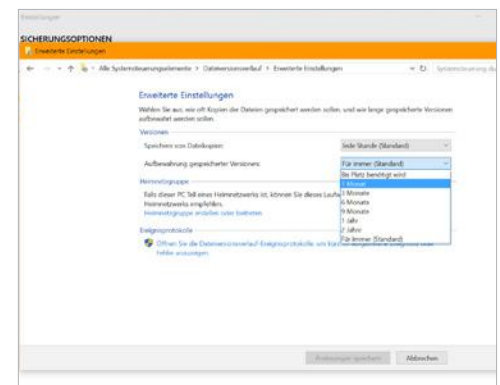 Einstellungen
SICHERUNGSOPTIONEN
Erweiterte Einstellungen
Alle Systemsteuerungselemente > Dateiversionsverlauf > Erweiterte Einstellungen
Erweiterte Einstellungen
Wählen Sie aus, wie oft Kopien der Dateien gespeichert werden sollen, und wie lange gespeicherte Versionen
aufbewahrt werden sollen.
Versionen
Speichern von Dateikopien: Jede Stunde (Standard)
Aufbewahrung gespeicherter Versionen: Für immer (Standard)
Bis Platz benötigt wird
1 Monat
3 Monate
6 Monate
9 Monate
1 Jahr
2 Jahre
Für immer (Standard)
Heimnetzgruppe
Falls dieser PC Teil eines Heimnetzwerks ist, können Sie dieses
Heimnetzwerks empfehlen.
Heimnetzgruppe erstellen oder beitreten
Ereignisprotokolle
Öffnen Sie die Dateiversionsverlauf-Ereignisprotokolle, um
Fehler anzuzeigen.
Änderungen speichern Abbrechen